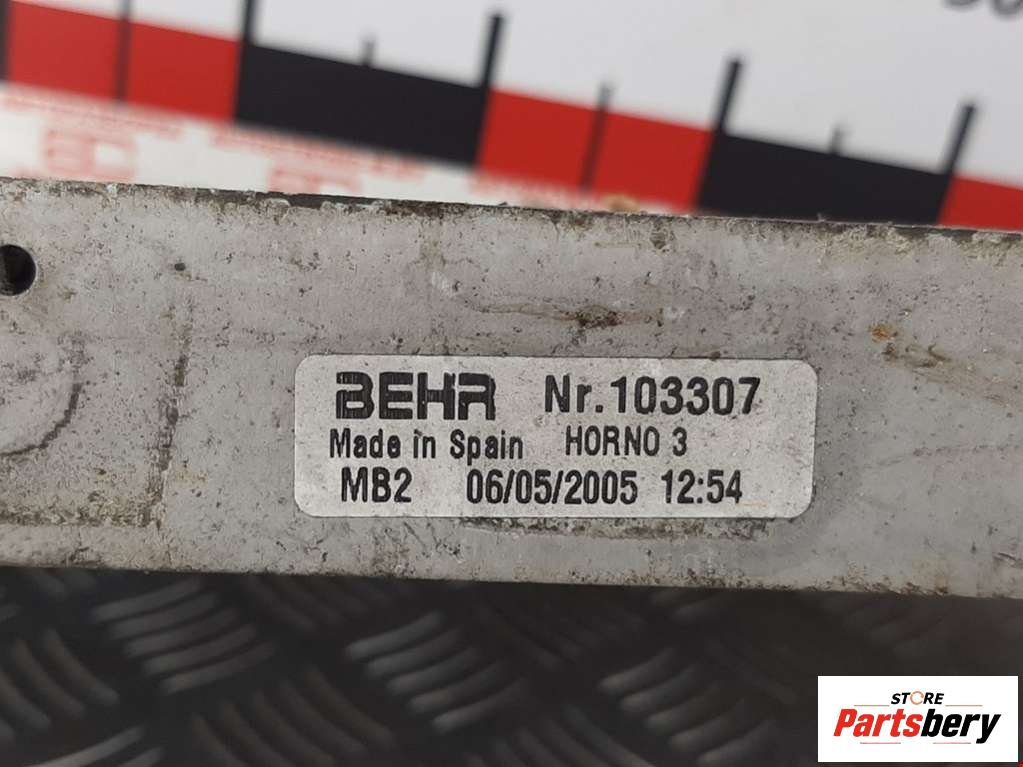 BEHR Nr.103307
Made in Spain HORNO 3
MB2 06/05/2005 12:54
STORE
Partsbery